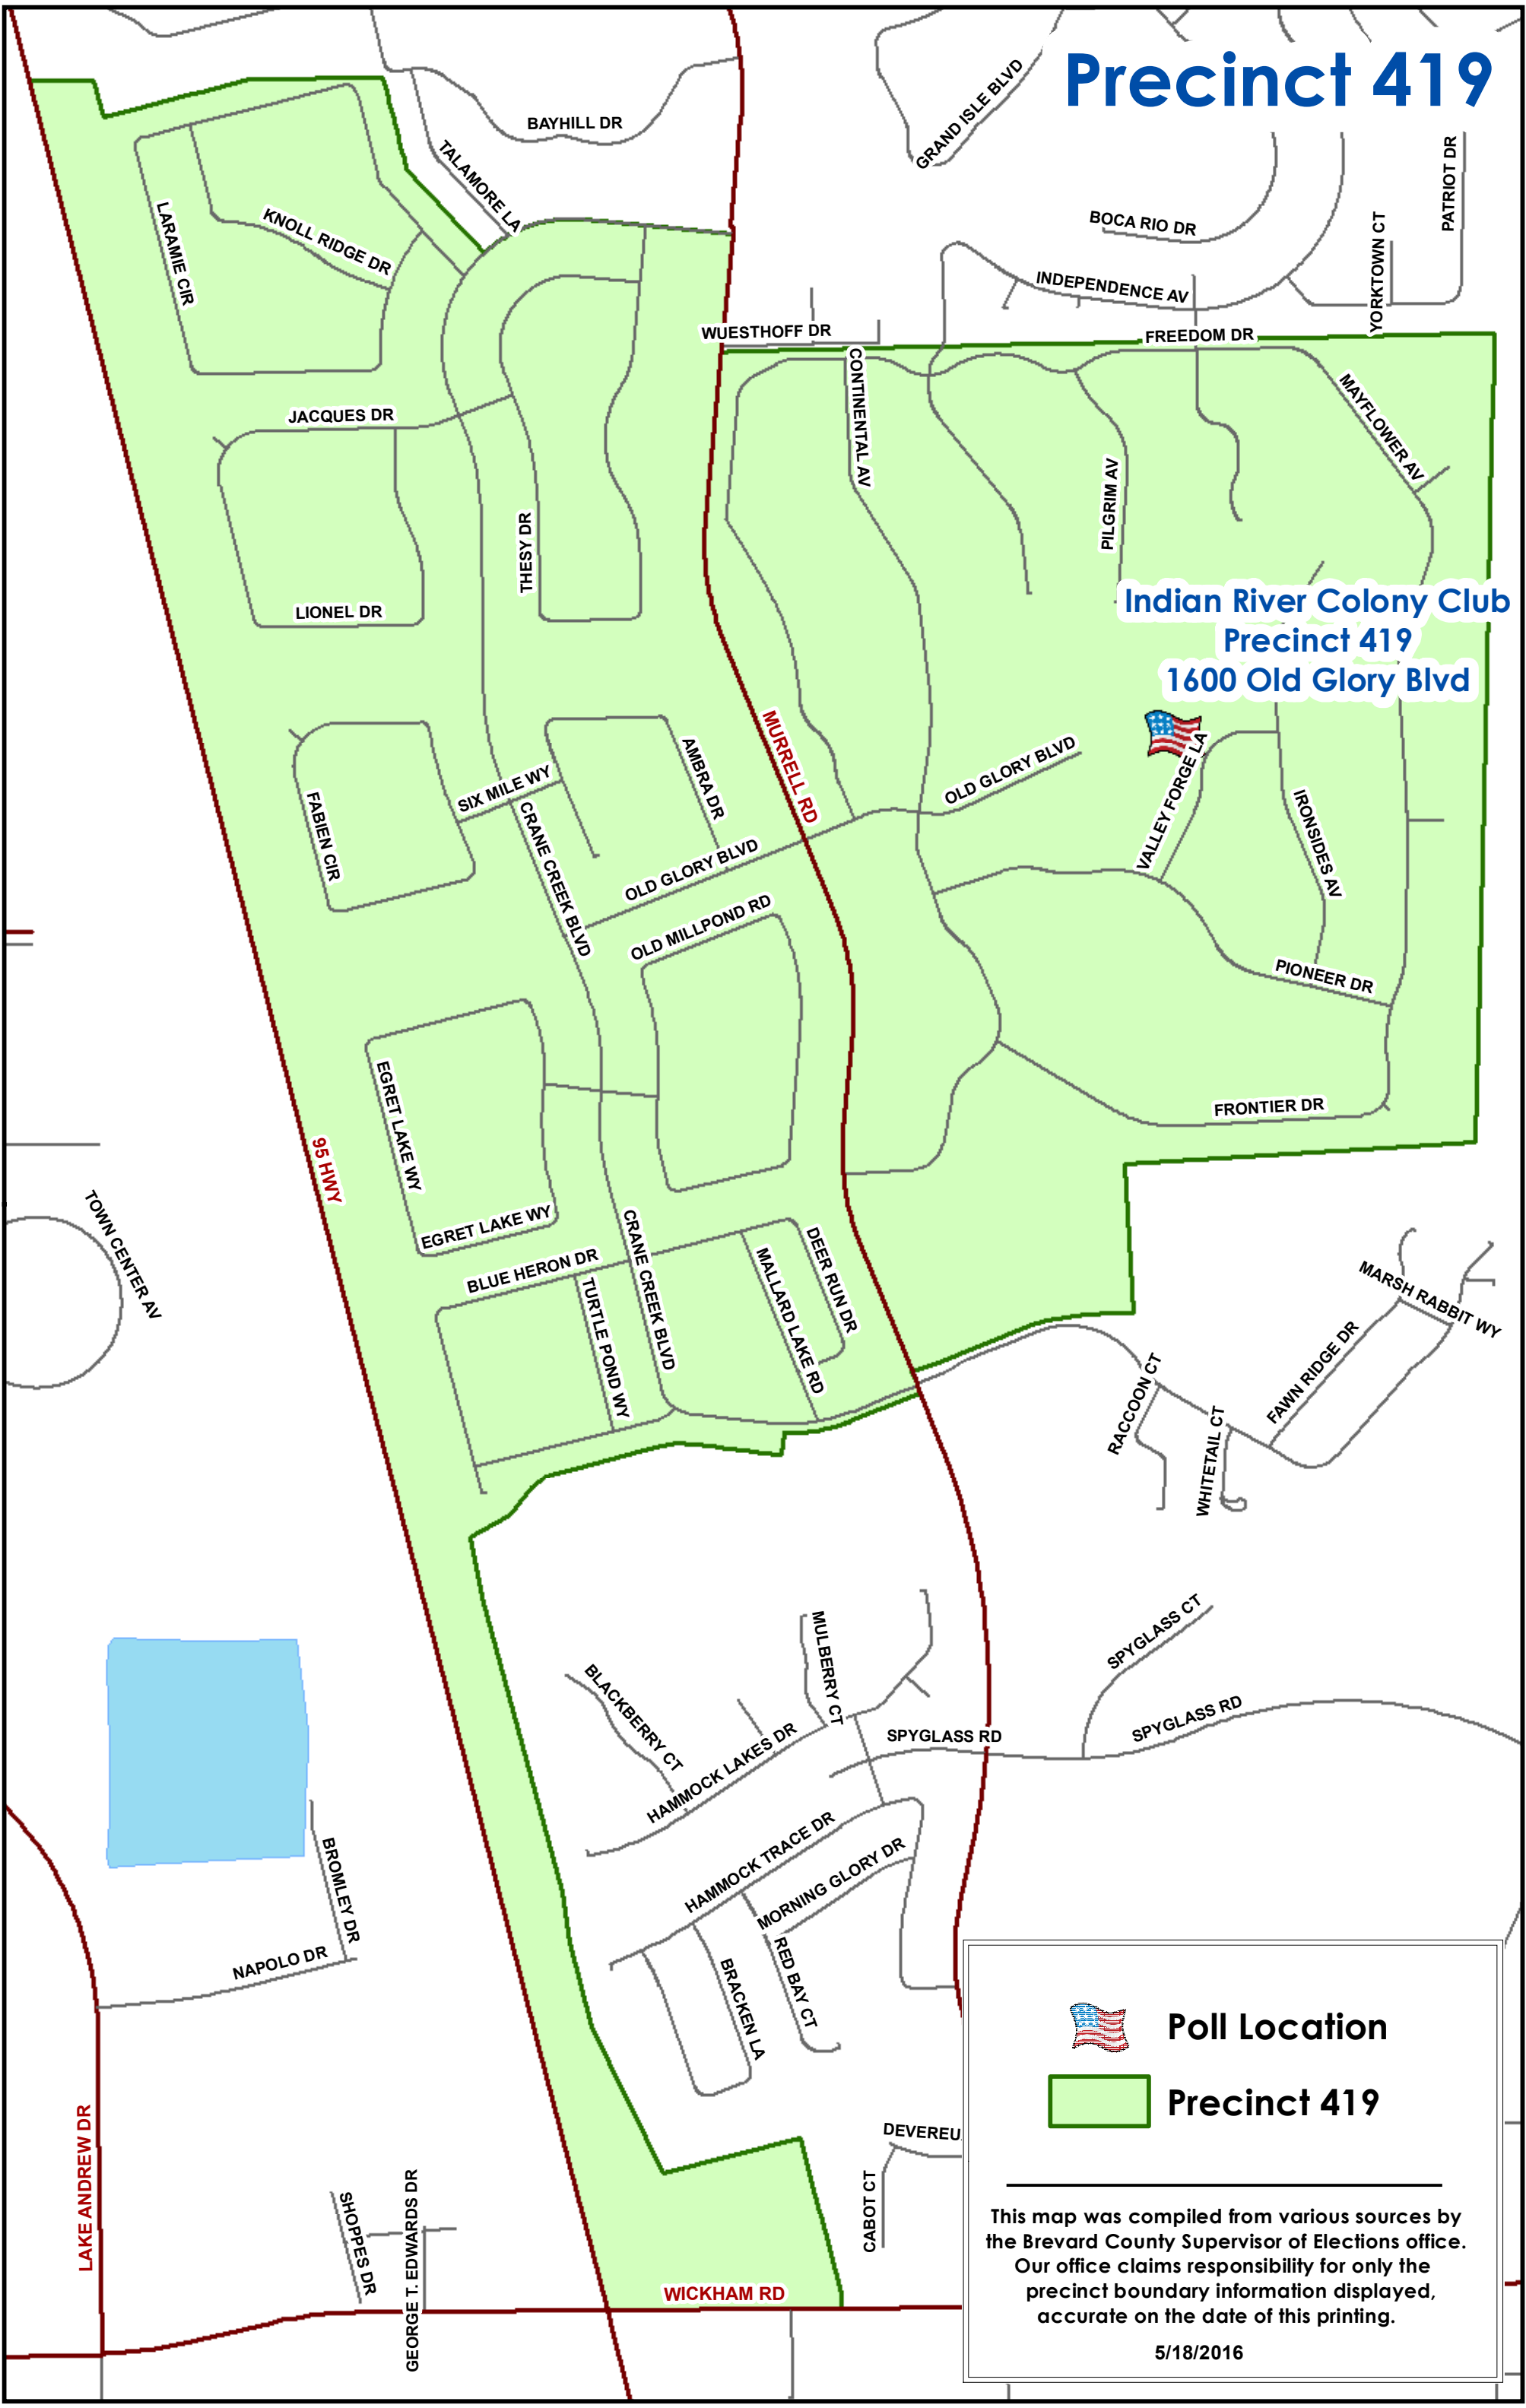 Precinct 419
GRAND ISLE BLVD
BAYHILL DR
TALAMORE LA
PATRIOT DR
BOCA RIO DR
YORKTOWN CT
LARAMIE CIR
KNOLL RIDGE DR
INDEPENDENCE AV
WUESTHOFF DR
FREEDOM DR
CONTINENTAL AV
MAYFLOWER AV
JACQUES DR
PILGRIM AV
THESY DR
LIONEL DR
Indian River Colony Club
Precinct 419
1600 Old Glory Blvd
MURRELL RD
AMBRA DR
OLD GLORY BLVD
VALLEY FORGE LA
SIX MILE WY
FABIEN CIR
CRANE CREEK BLVD
IRONSIDES AV
OLD GLORY BLVD
OLD MILLPOND RD
PIONEER DR
EGRET LAKE WY
FRONTIER DR
95 HWY
TOWN CENTER AV
EGRET LAKE WY
CRANE CREEK BLVD
BLUE HERON DR
DEER RUN DR
MALLARD LAKE RD
TURTLE POND WY
MARSH RABBIT WY
FAWN RIDGE DR
RACCOON CT
WHITETAIL CT
MULBERRY CT
SPYGLASS CT
BLACKBERRY CT
HAMMOCK LAKES DR
SPYGLASS RD
SPYGLASS RD
HAMMOCK TRACE DR
MORNING GLORY DR
BROMLEY DR
NAPOLO DR
RED BAY CT
BRACKEN LA
LAKE ANDREW DR
SHOPPES DR
GEORGE T. EDWARDS DR
DEVEREU
CABOT CT
WICKHAM RD
Poll Location
Precinct 419
This map was compiled from various sources by
the Brevard County Supervisor of Elections office.
Our office claims responsibility for only the
precinct boundary information displayed,
accurate on the date of this printing.
5/18/2016